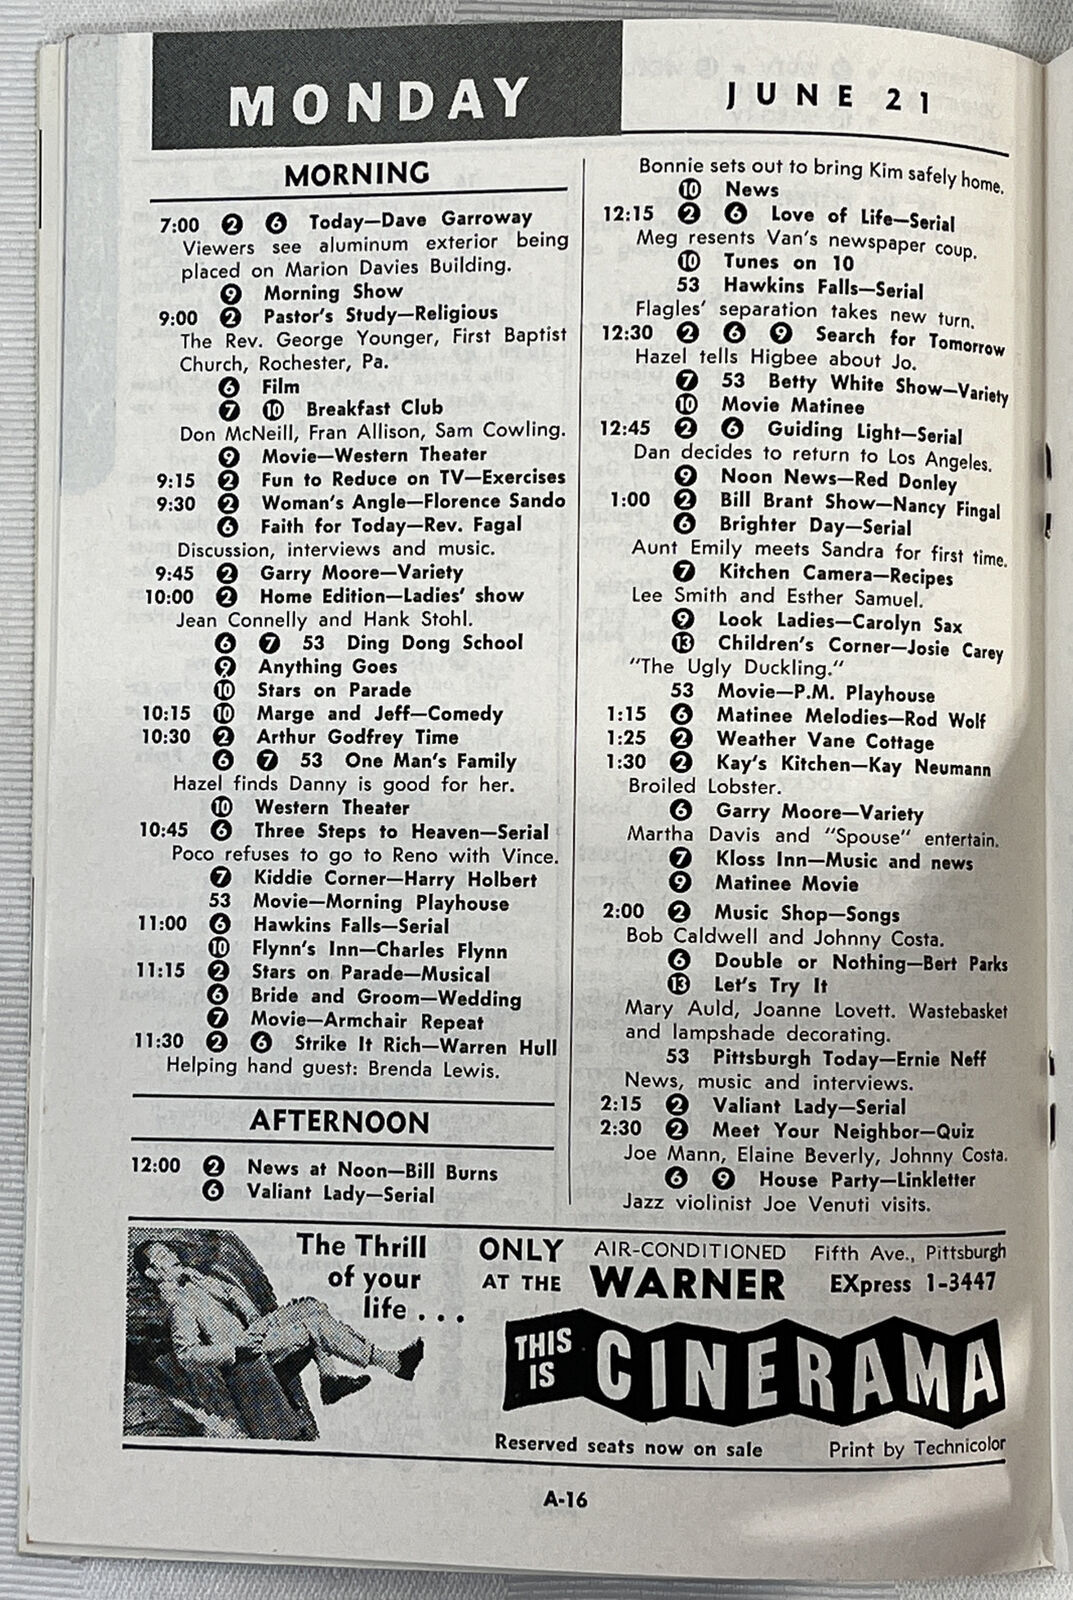 MONDAY
JUNE 21
MORNING
7:00 2 6 Today—Dave Garroway
Viewers see aluminum exterior being
placed on Marion Davies Building.
9 Morning Show
9:00 2 Pastor's Study—Religious
The Rev. George Younger, First Baptist
Church, Rochester, Pa.
6 Film
7 10 Breakfast Club
Don McNeill, Fran Allison, Sam Cowling.
9 Movie—Western Theater
9:15 2 Fun to Reduce on TV—Exercises
9:30 2 Woman's Angle—Florence Sando
6 Faith for Today—Rev. Fagal
Discussion, interviews and music.
9:45 2 Garry Moore—Variety
10:00 2 Home Edition—Ladies' show
Jean Connelly and Hank Stohl.
6 7 53 Ding Dong School
9 Anything Goes
10 Stars on Parade
10:15 10 Marge and Jeff—Comedy
10:30 2 Arthur Godfrey Time
6 7 53 One Man's Family
Hazel finds Danny is good for her.
10 Western Theater
10:45 6 Three Steps to Heaven—Serial
Poco refuses to go to Reno with Vince.
7 Kiddie Corner—Harry Holbert
53 Movie—Morning Playhouse
11:00 6 Hawkins Falls—Serial
10 Flynn's Inn—Charles Flynn
11:15 2 Stars on Parade—Musical
6 Bride and Groom—Wedding
7 Movie—Armchair Repeat
11:30 2 6 Strike It Rich—Warren Hull
Helping hand guest: Brenda Lewis.
AFTERNOON
12:00 2 News at Noon—Bill Burns
6 Valiant Lady—Serial
Bonnie sets out to bring Kim safely home.
10 News
12:15 2 6 Love of Life—Serial
Meg resents Van's newspaper coup.
10 Tunes on 10
53 Hawkins Falls—Serial
Flagles' separation takes new turn.
12:30 2 6 9 Search for Tomorrow
Hazel tells Higbee about Jo.
7 53 Betty White Show—Variety
10 Movie Matinee
12:45 2 6 Guiding Light—Serial
Dan decides to return to Los Angeles.
9 Noon News—Red Donley
1:00 2 Bill Brant Show—Nancy Fingal
6 Brighter Day—Serial
Aunt Emily meets Sandra for first time.
7 Kitchen Camera—Recipes
Lee Smith and Esther Samuel.
9 Look Ladies—Carolyn Sax
13 Children's Corner—Josie Carey
"The Ugly Duckling."
53 Movie—P.M. Playhouse
1:15 6 Matinee Melodies—Rod Wolf
1:25 2 Weather Vane Cottage
1:30 2 Kay's Kitchen—Kay Neumann
Broiled Lobster.
6 Garry Moore—Variety
Martha Davis and "Spouse" entertain.
7 Kloss Inn—Music and news
9 Matinee Movie
2:00 2 Music Shop—Songs
Bob Caldwell and Johnny Costa.
6 Double or Nothing—Bert Parks
13 Let's Try It
Mary Auld, Joanne Lovett. Wastebasket
and lampshade decorating.
53 Pittsburgh Today—Ernie Neff
News, music and interviews.
2:15 2 Valiant Lady—Serial
2:30 2 Meet Your Neighbor—Quiz
Joe Mann, Elaine Beverly, Johnny Costa.
6 9 House Party—Linkletter
Jazz violinist Joe Venuti visits.
The Thrill
of your
life . . .
ONLY AIR-CONDITIONED Fifth Ave., Pittsburgh
AT THE WARNER EXpress 1-3447
THIS
IS
CINERAMA
Reserved seats now on sale Print by Technicolor
A-16